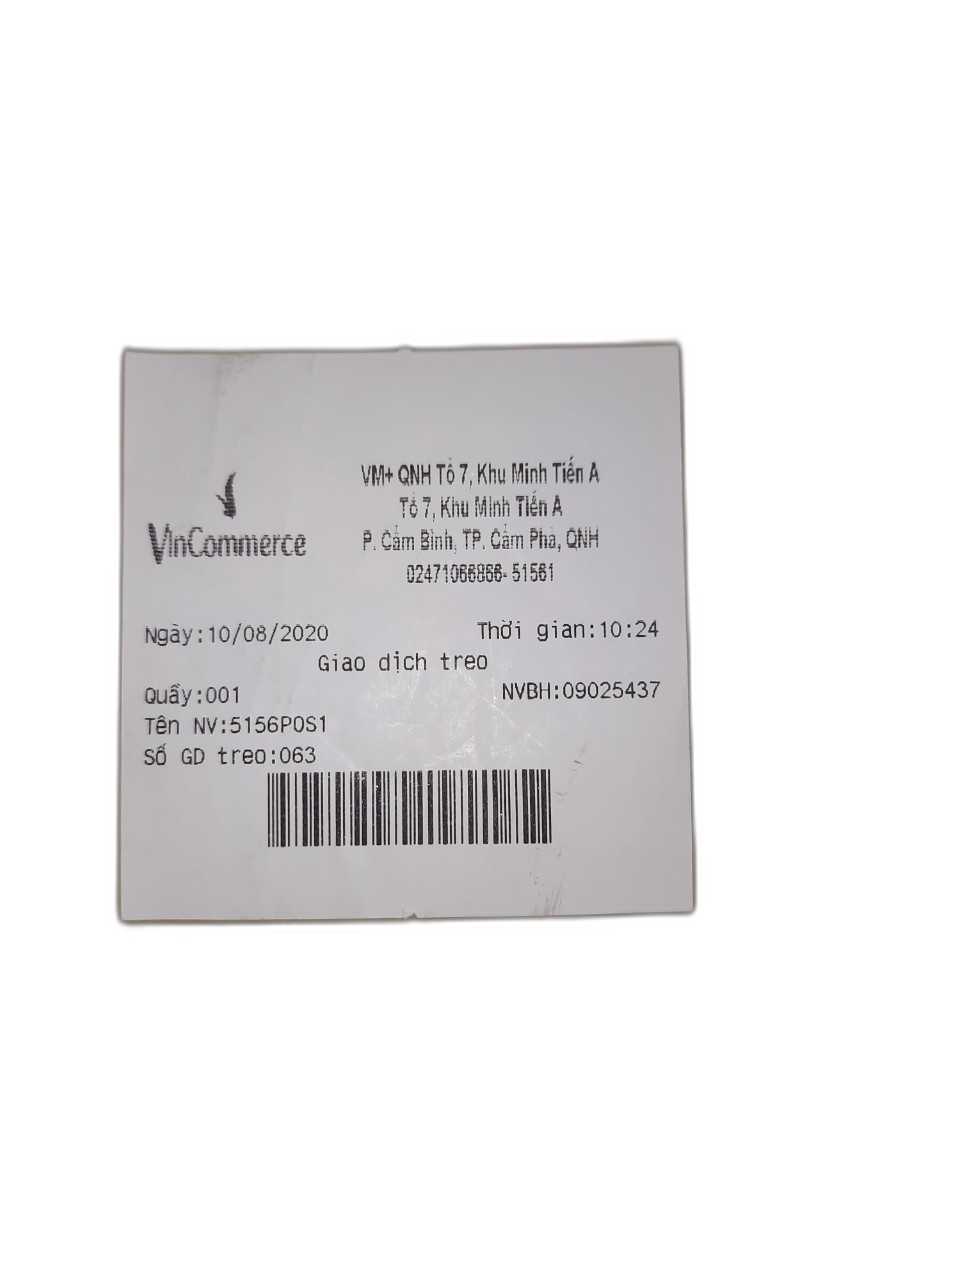 VinCommerce
VM+ QNH Tổ 7, Khu Minh Tiến A
Tổ 7, Khu Minh Tiến A
P. Cẩm Bình, TP. Cẩm Phả, QNH
02471066866- 51561
Ngày:10/08/2020 Thời gian:10:24
Giao dịch treo
Quầy:001 NVBH:09025437
Tên NV:5156POS1
Số GD treo:063